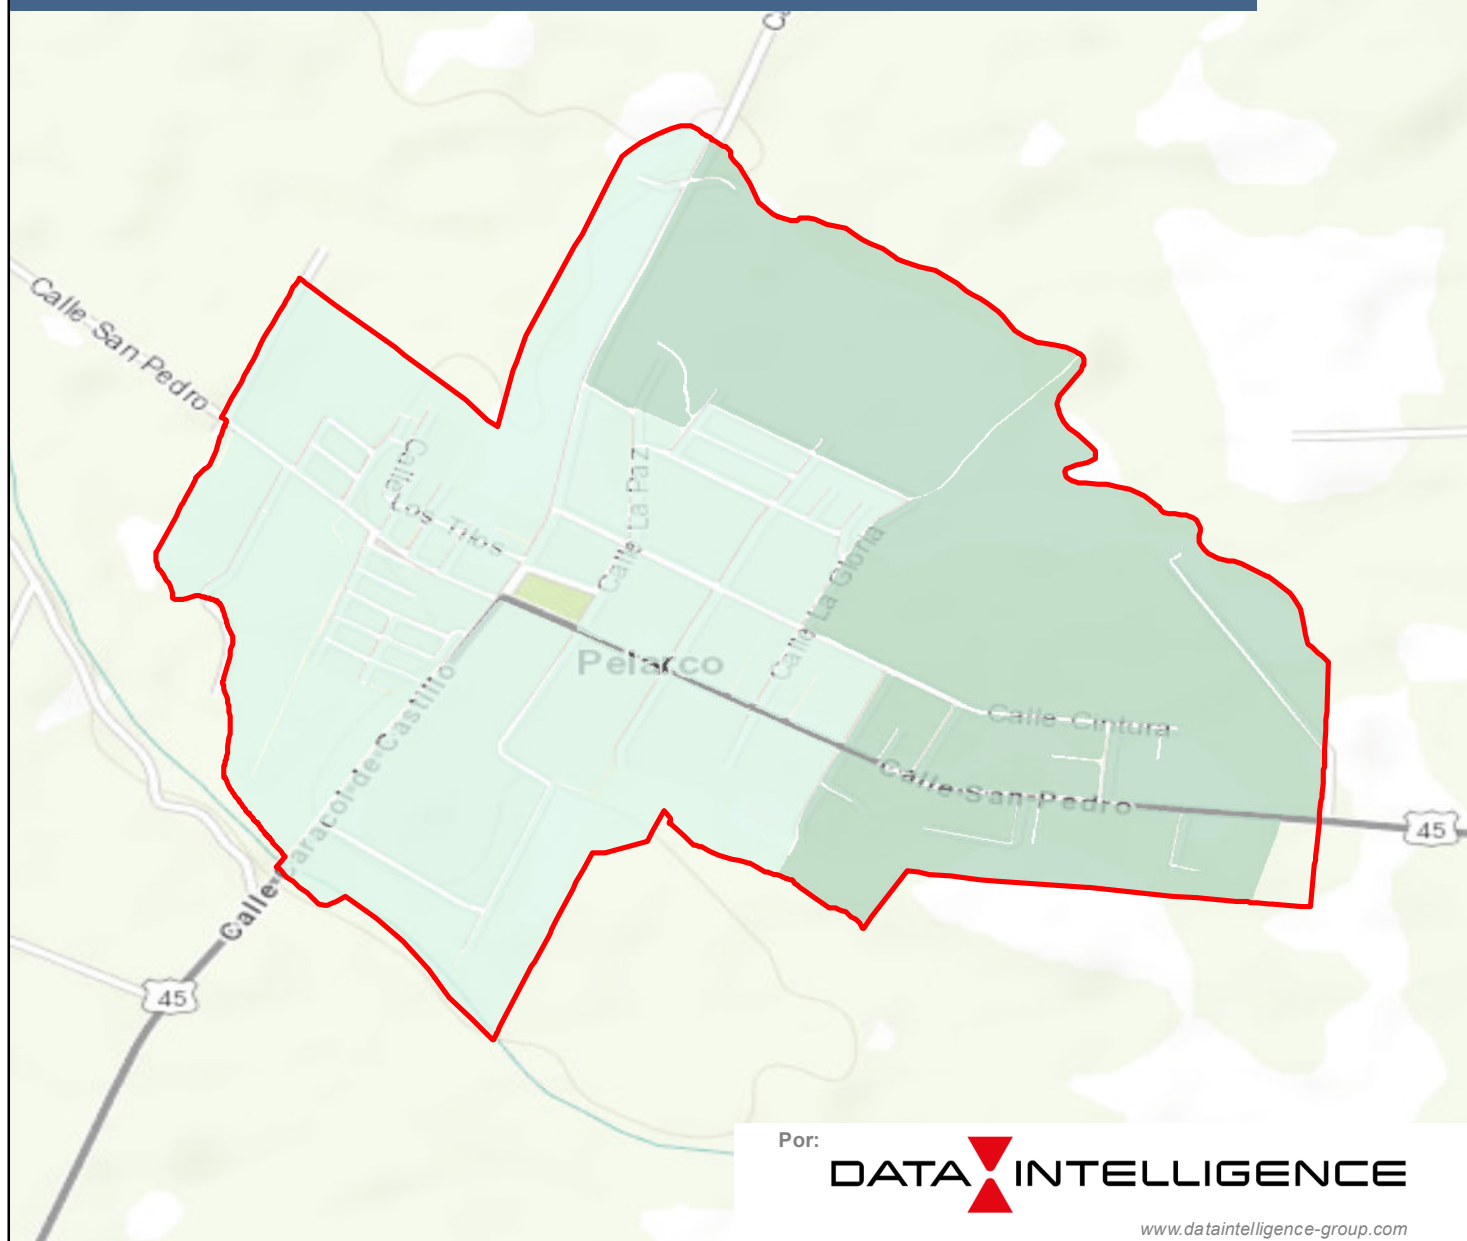 Calle San Pedro
Calle
Los Tilos
Calle La Paz
Calle La Gloria
Pelarco
Calle Caracol de Castillo
Calle Cintura
Calle San Pedro
45
45
Por:
DATA INTELLIGENCE
www.dataintelligence-group.com